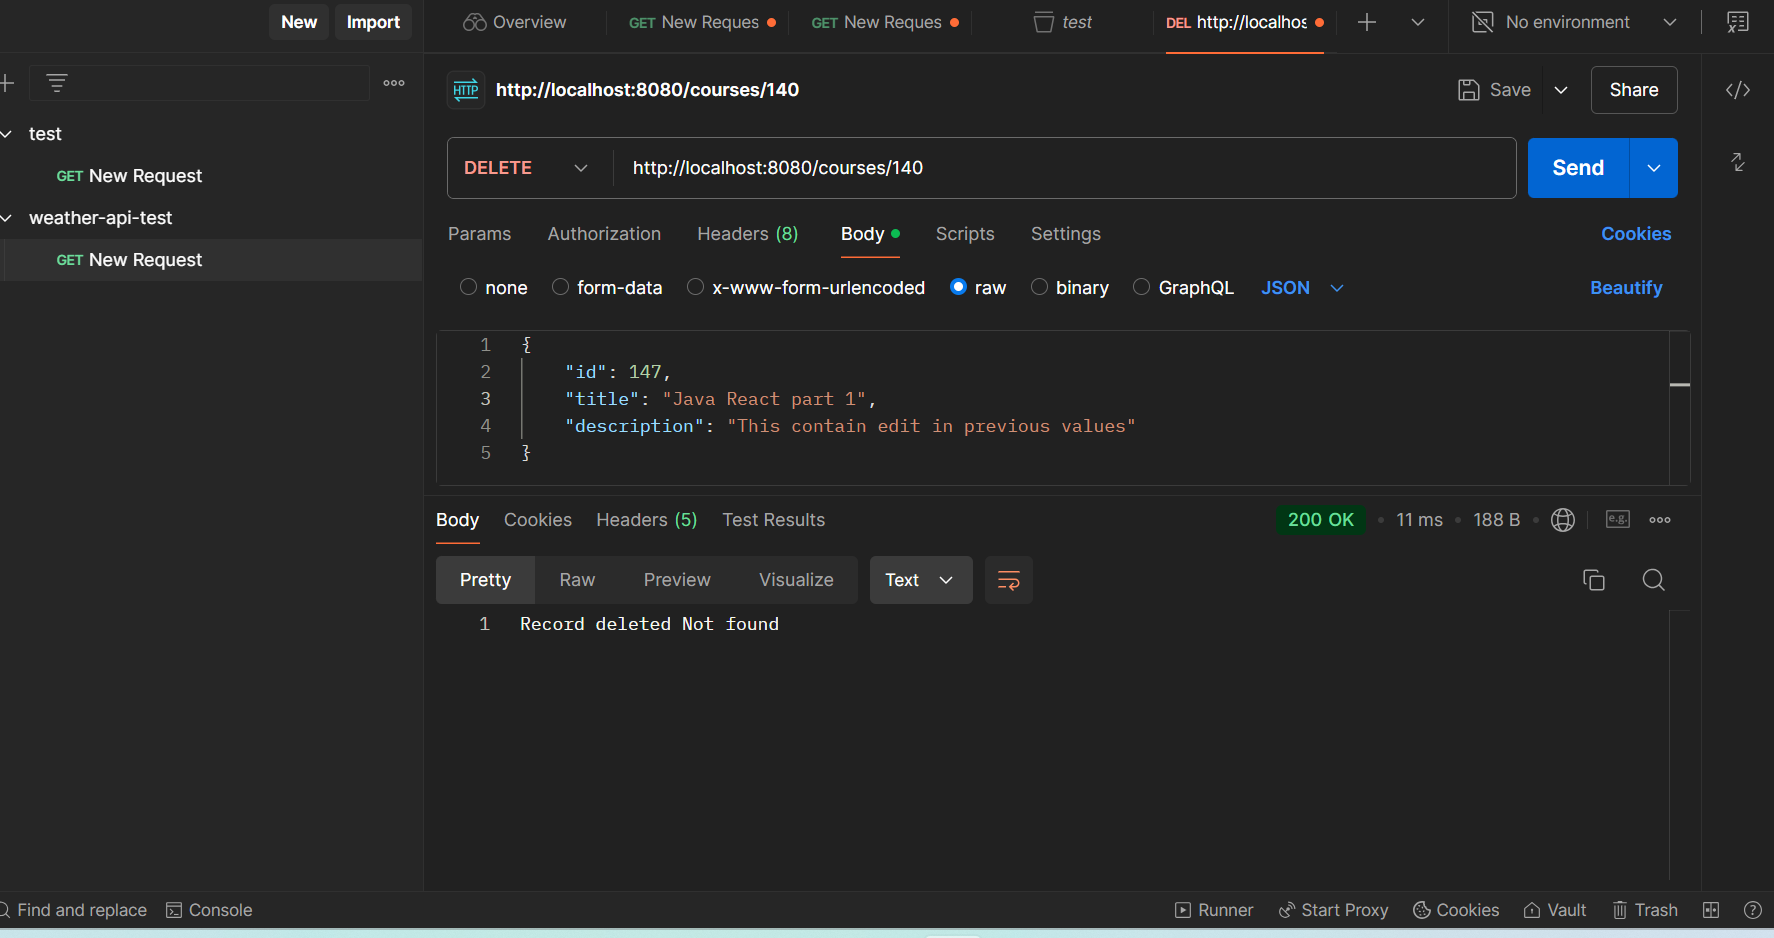 New Import
Overview GET New Reques GET New Reques test DEL http://localhos No environment
HTTP http://localhost:8080/courses/140 Save Share
test
GET New Request
weather-api-test
GET New Request
DELETE http://localhost:8080/courses/140 Send
Params Authorization Headers (8) Body Scripts Settings Cookies
none form-data x-www-form-urlencoded raw binary GraphQL JSON Beautify
1 {
2 "id": 147,
3 "title": "Java React part 1",
4 "description": "This contain edit in previous values"
5 }
Body Cookies Headers (5) Test Results 200 OK 11 ms 188 B e.g.
Pretty Raw Preview Visualize Text
1 Record deleted Not found
Find and replace Console Runner Start Proxy Cookies Vault Trash